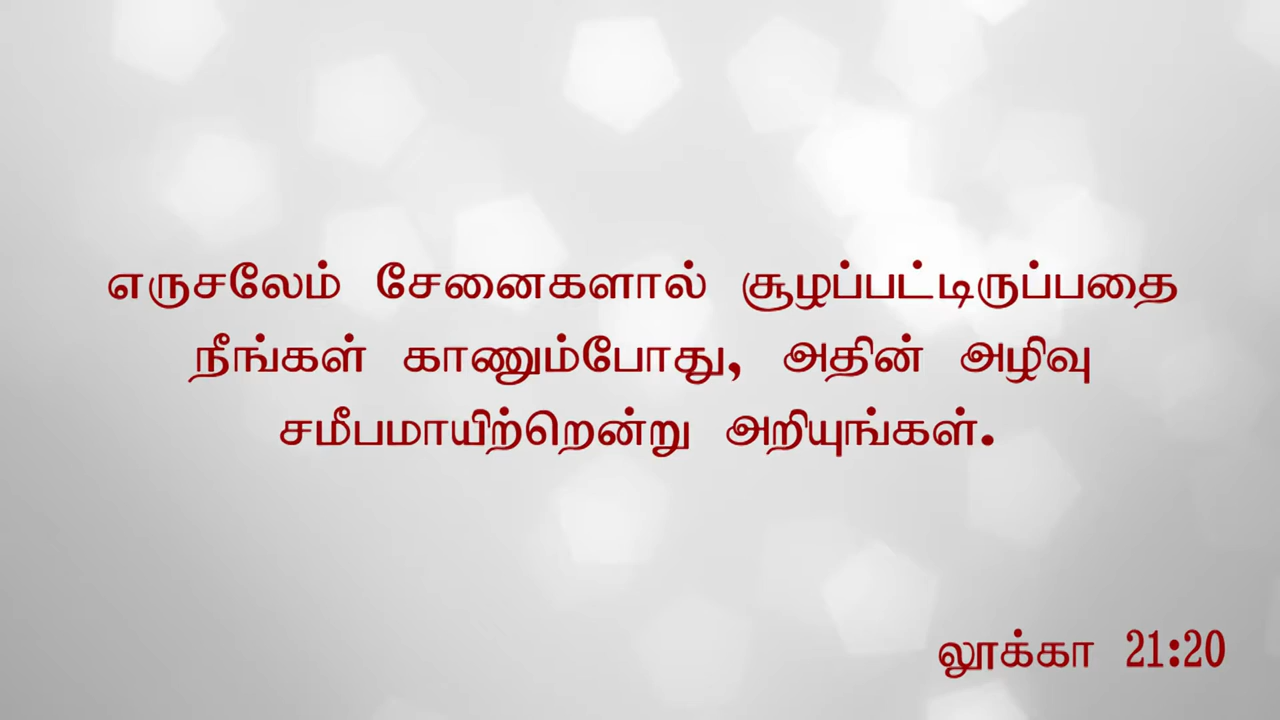 எருசலேம் சேனைகளால் சூழப்பட்டிருப்பதை
நீங்கள் காணும்போது, அதின் அழிவு
சமீபமாயிற்றென்று அறியுங்கள்.
லூக்கா 21:20